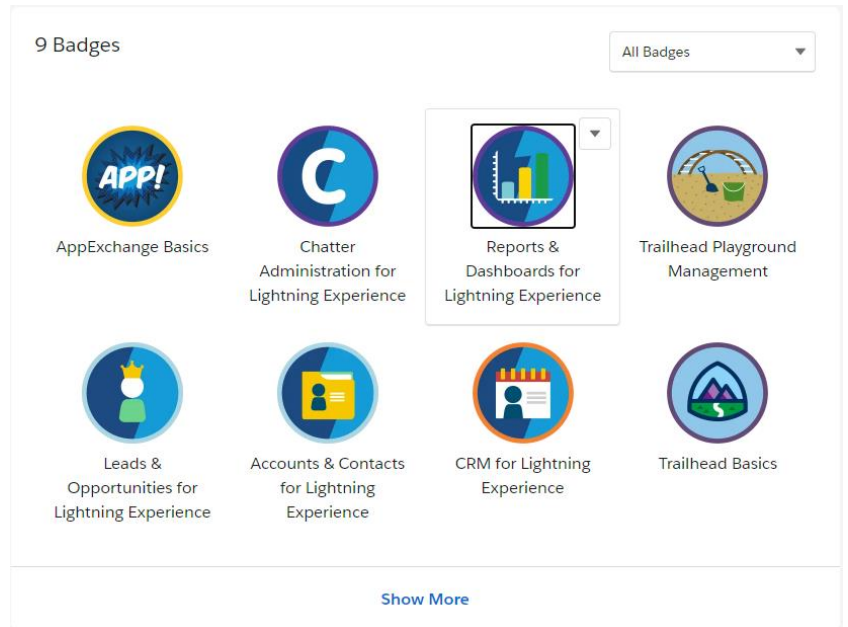 9 Badges
All Badges
APP!
AppExchange Basics
C
Chatter
Administration for
Lightning Experience
Reports &
Dashboards for
Lightning Experience
Trailhead Playground
Management
Leads &
Opportunities for
Lightning Experience
Accounts & Contacts
for Lightning
Experience
CRM for Lightning
Experience
Trailhead Basics
Show More